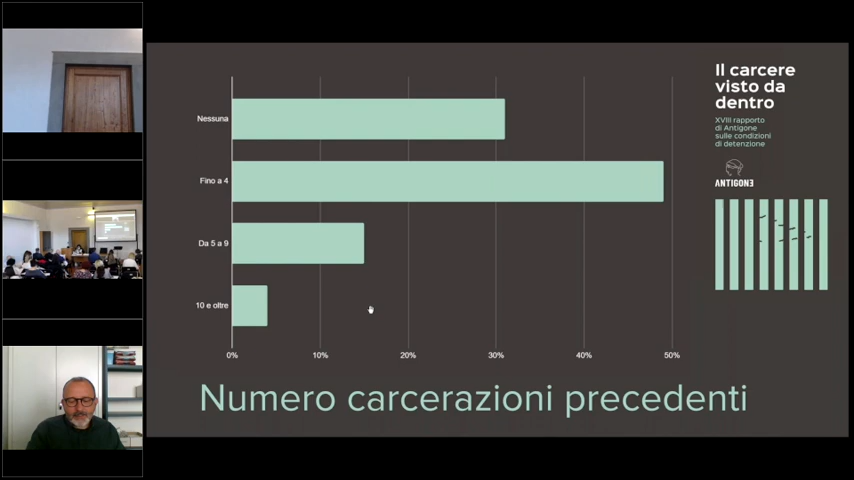 Nessuna
Fino a 4
Da 5 a 9
10 e oltre
0%
10%
20%
30%
40%
50%
Numero carcerazioni precedenti
Il carcere
visto da
dentro
XVIII rapporto
di Antigone
sulle condizioni
di detenzione
ANTIGONE